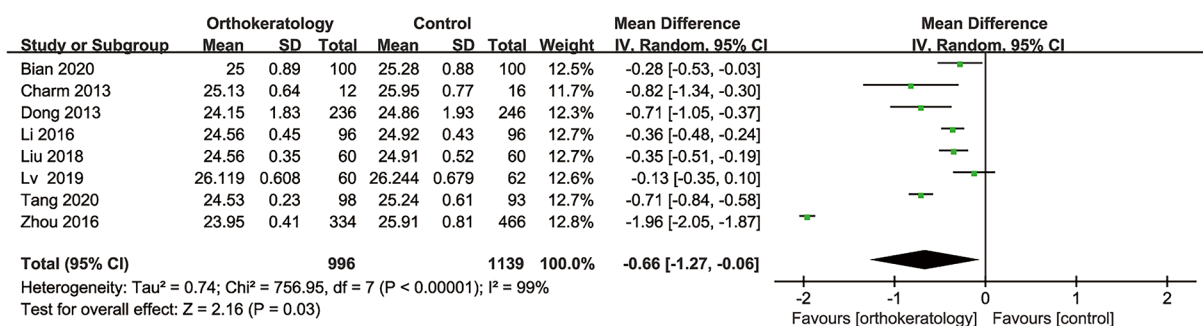 Orthokeratology Control Mean Difference Mean Difference
Study or Subgroup Mean SD Total Mean SD Total Weight IV, Random, 95% CI IV, Random, 95% CI
Bian 2020 25 0.89 100 25.28 0.88 100 12.5% -0.28 [-0.53, -0.03]
Charm 2013 25.13 0.64 12 25.95 0.77 16 11.7% -0.82 [-1.34, -0.30]
Dong 2013 24.15 1.83 236 24.86 1.93 246 12.3% -0.71 [-1.05, -0.37]
Li 2016 24.56 0.45 96 24.92 0.43 96 12.7% -0.36 [-0.48, -0.24]
Liu 2018 24.56 0.35 60 24.91 0.52 60 12.7% -0.35 [-0.51, -0.19]
Lv 2019 26.119 0.608 60 26.244 0.679 62 12.6% -0.13 [-0.35, 0.10]
Tang 2020 24.53 0.23 98 25.24 0.61 93 12.7% -0.71 [-0.84, -0.58]
Zhou 2016 23.95 0.41 334 25.91 0.81 466 12.8% -1.96 [-2.05, -1.87]
Total (95% CI) 996 1139 100.0% -0.66 [-1.27, -0.06]
Heterogeneity: Tau² = 0.74; Chi² = 756.95, df = 7 (P < 0.00001); I² = 99%
Test for overall effect: Z = 2.16 (P = 0.03)
-2 -1 0 1 2
Favours [orthokeratology] Favours [control]